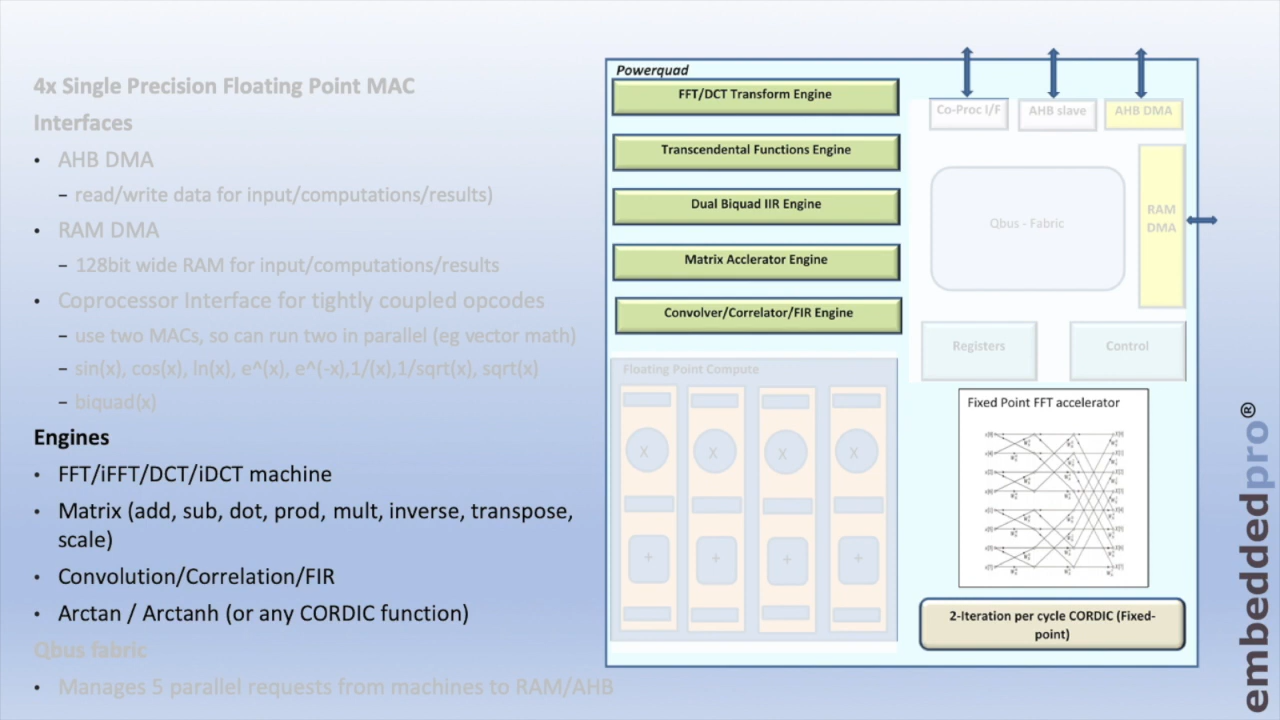 4x Single Precision Floating Point MAC
Interfaces
• AHB DMA
– read/write data for input/computations/results)
• RAM DMA
– 128bit wide RAM for input/computations/results
• Coprocessor Interface for tightly coupled opcodes
– use two MACs, so can run two in parallel (eg vector math)
– sin(x), cos(x), ln(x), e^(x), e^(-x),1/(x),1/sqrt(x), sqrt(x)
– biquad(x)
Engines
• FFT/iFFT/DCT/iDCT machine
• Matrix (add, sub, dot, prod, mult, inverse, transpose,
scale)
• Convolution/Correlation/FIR
• Arctan / Arctanh (or any CORDIC function)
Qbus fabric
• Manages 5 parallel requests from machines to RAM/AHB
Powerquad
FFT/DCT Transform Engine
Transcendental Functions Engine
Dual Biquad IIR Engine
Matrix Acclerator Engine
Convolver/Correlator/FIR Engine
Floating Point Compute
X X X X
+ + + +
Co-Proc I/F
AHB slave
AHB DMA
Qbus - Fabric
RAM
DMA
Registers
Control
Fixed Point FFT accelerator
2-Iteration per cycle CORDIC (Fixed-
point)
embeddedpro®